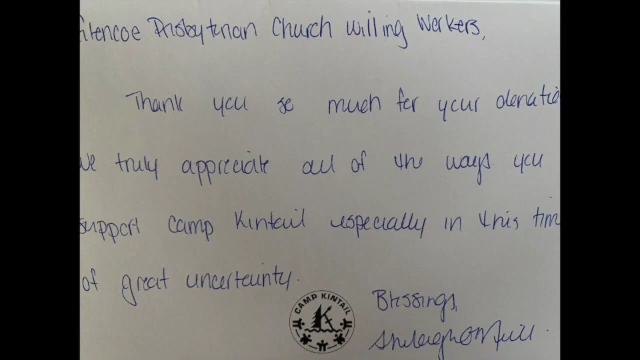 Glencoe Presbyterian Church Willing Workers,
Thank you so much for your donatio
We truly appreciate all of the ways you
support Camp Kintail especially in this tim
of great uncertainty.
CAMP KINTAIL
Blessings,